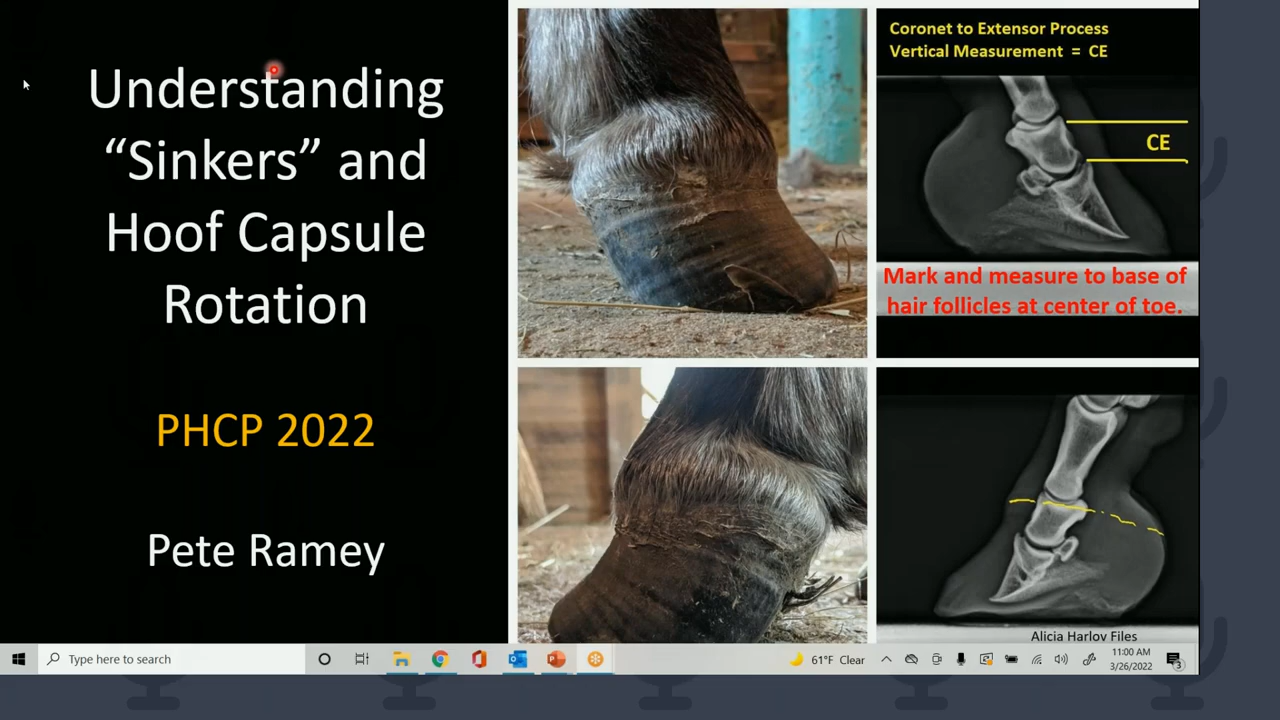 Understanding
“Sinkers” and
Hoof Capsule
Rotation
PHCP 2022
Pete Ramey
Coronet to Extensor Process
Vertical Measurement = CE
CE
Mark and measure to base of
hair follicles at center of toe.
Alicia Harlov Files
Type here to search
61°F Clear
11:00 AM
3/26/2022
3